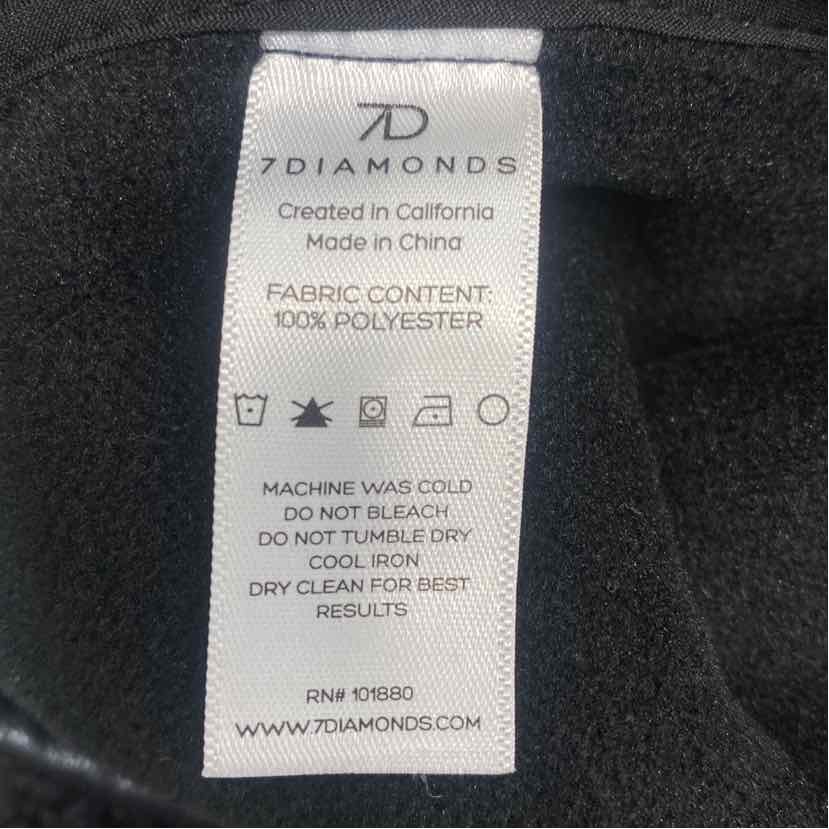 7D
7DIAMONDS
Created in California
Made in China
FABRIC CONTENT:
100% POLYESTER
MACHINE WAS COLD
DO NOT BLEACH
DO NOT TUMBLE DRY
COOL IRON
DRY CLEAN FOR BEST
RESULTS
RN# 101880
WWW.7DIAMONDS.COM